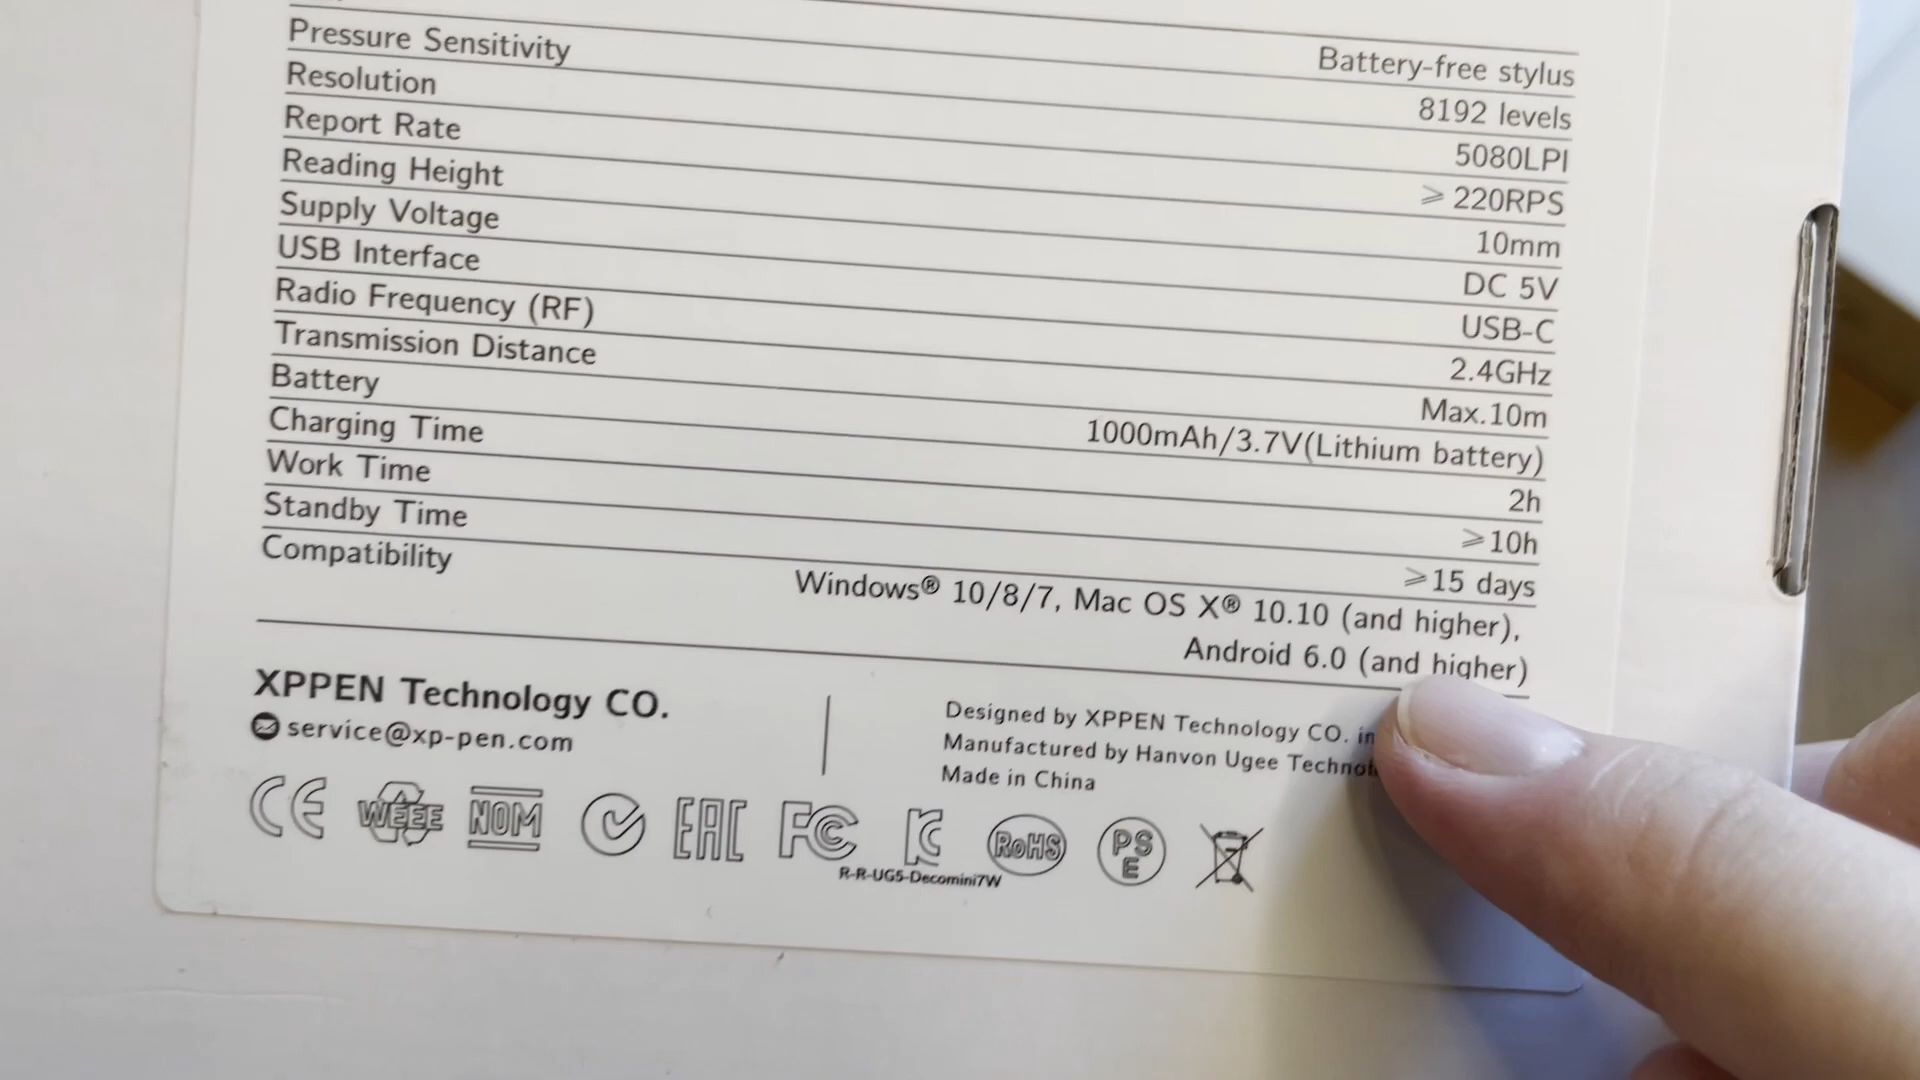 Battery-free stylus
Pressure Sensitivity 8192 levels
Resolution 5080LPI
Report Rate ⩾ 220RPS
Reading Height 10mm
Supply Voltage DC 5V
USB Interface USB-C
Radio Frequency (RF) 2.4GHz
Transmission Distance Max.10m
Battery 1000mAh/3.7V(Lithium battery)
Charging Time 2h
Work Time ⩾10h
Standby Time ⩾15 days
Compatibility Windows® 10/8/7, Mac OS X® 10.10 (and higher),
Android 6.0 (and higher)
XPPEN Technology CO.
service@xp-pen.com
Designed by XPPEN Technology CO. in
Manufactured by Hanvon Ugee
Made in China
CE WEEE NOM EAC FC KC RoHS PSE
R-R-UG5-Decomini7W